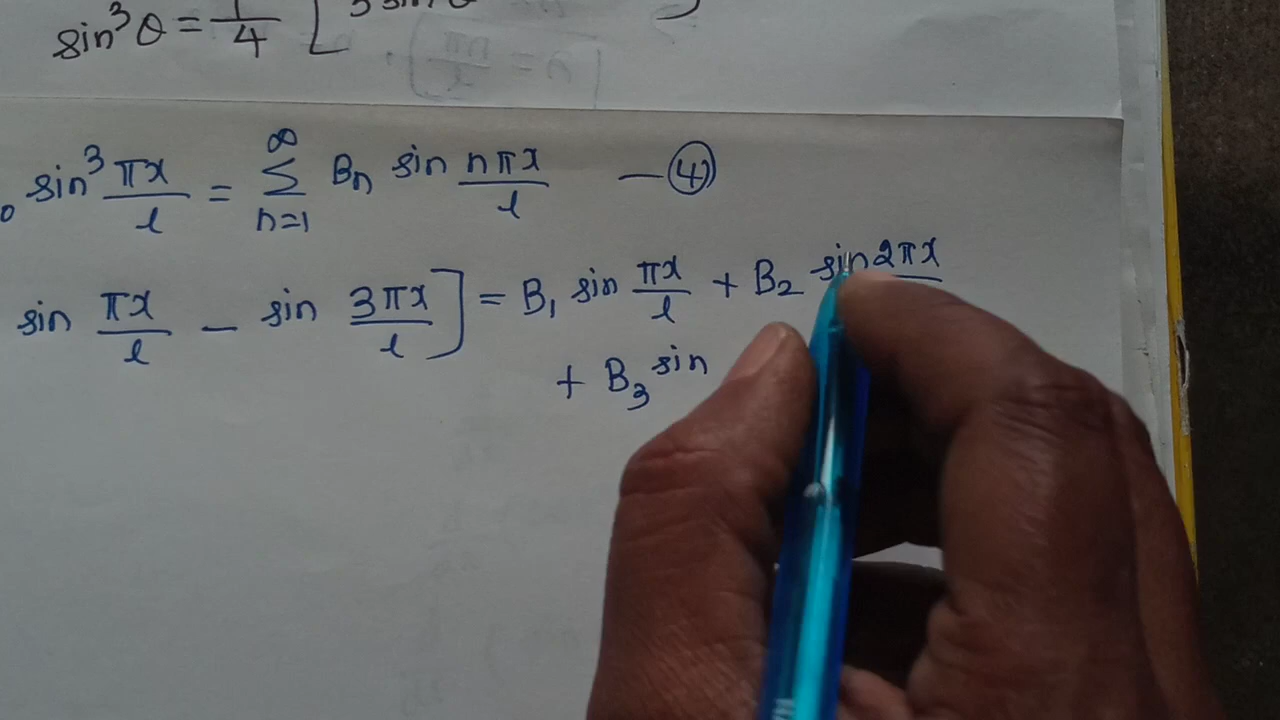 sin³θ = 1/4 [
sin³ πx/l = ∞ Σ n=1 Bn sin nπx/l — ④
sin πx/l − sin 3πx/l ] = B₁ sin πx/l + B₂ sin 2πx
+ B₃ sin